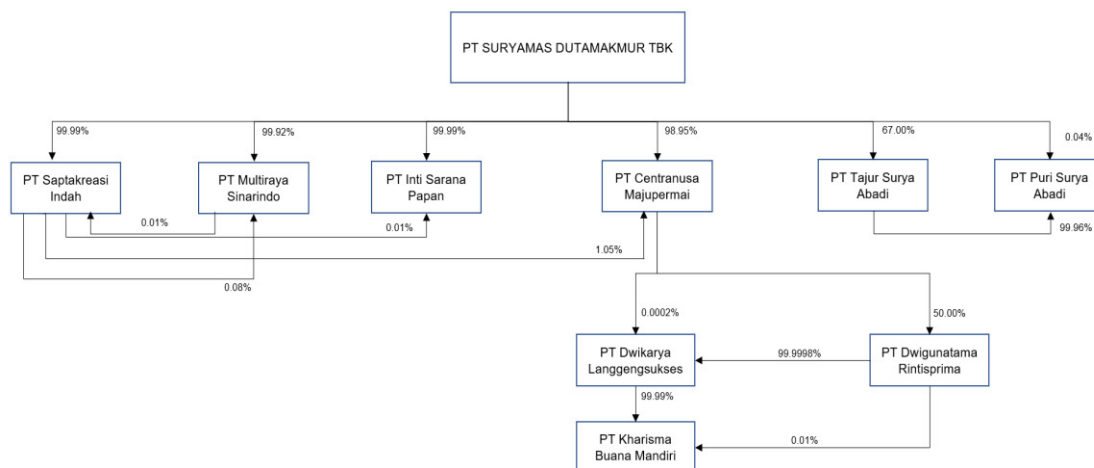 PT SURYAMAS DUTAMAKMUR TBK
99.99%
99.92%
99.99%
98.95%
67.00%
0.04%
PT Saptakreasi
Indah
PT Multiraya
Sinarindo
PT Inti Sarana
Papan
PT Centranusa
Majupermai
PT Tajur Surya
Abadi
PT Puri Surya
Abadi
0.01%
0.01%
1.05%
99.96%
0.08%
0.0002%
50.00%
PT Dwikarya
Langgengsukses
99.9998%
PT Dwigunatama
Rintisprima
99.99%
PT Kharisma
Buana Mandiri
0.01%